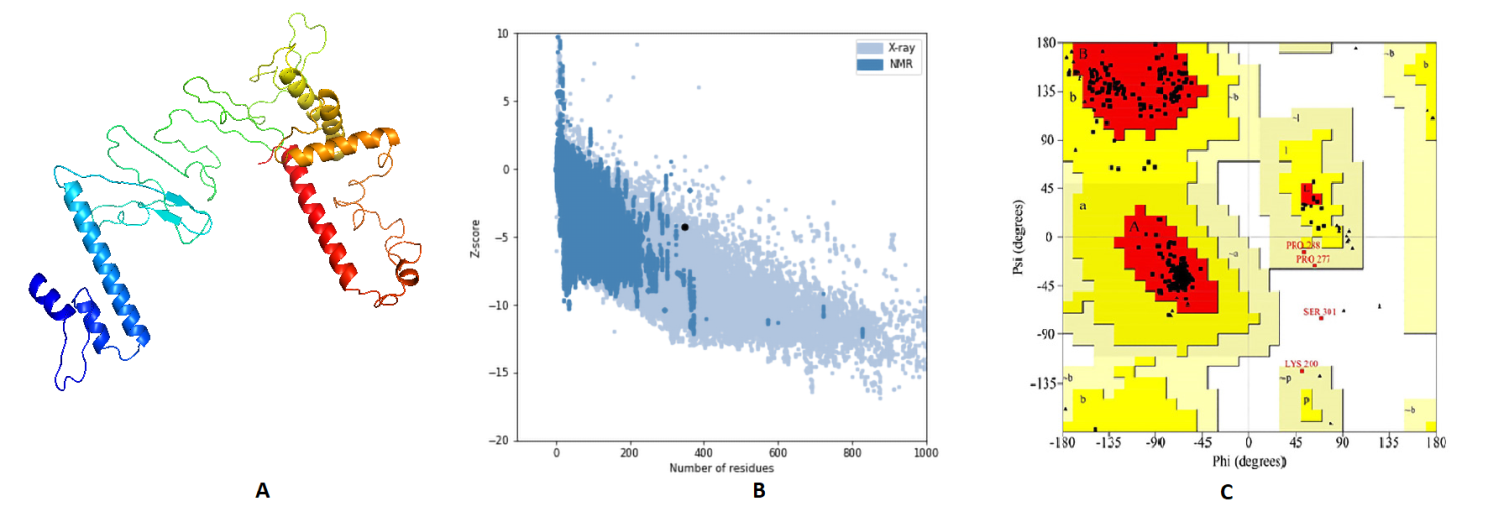 10
5
0
−5
−10
−15
−20
Z-score
0
200
400
600
800
1000
Number of residues
X-ray
NMR
180
135
90
45
0
-45
-90
-135
Psi (degrees)
-180
-135
-90
-45
0
45
90
135
180
Phi (degrees)
B
b
~b
~b
b
~l
l
L
a
A
~a
PRO 288
PRO 277
SER 301
LYS 200
~b
b
~p
p
~b
A
B
C